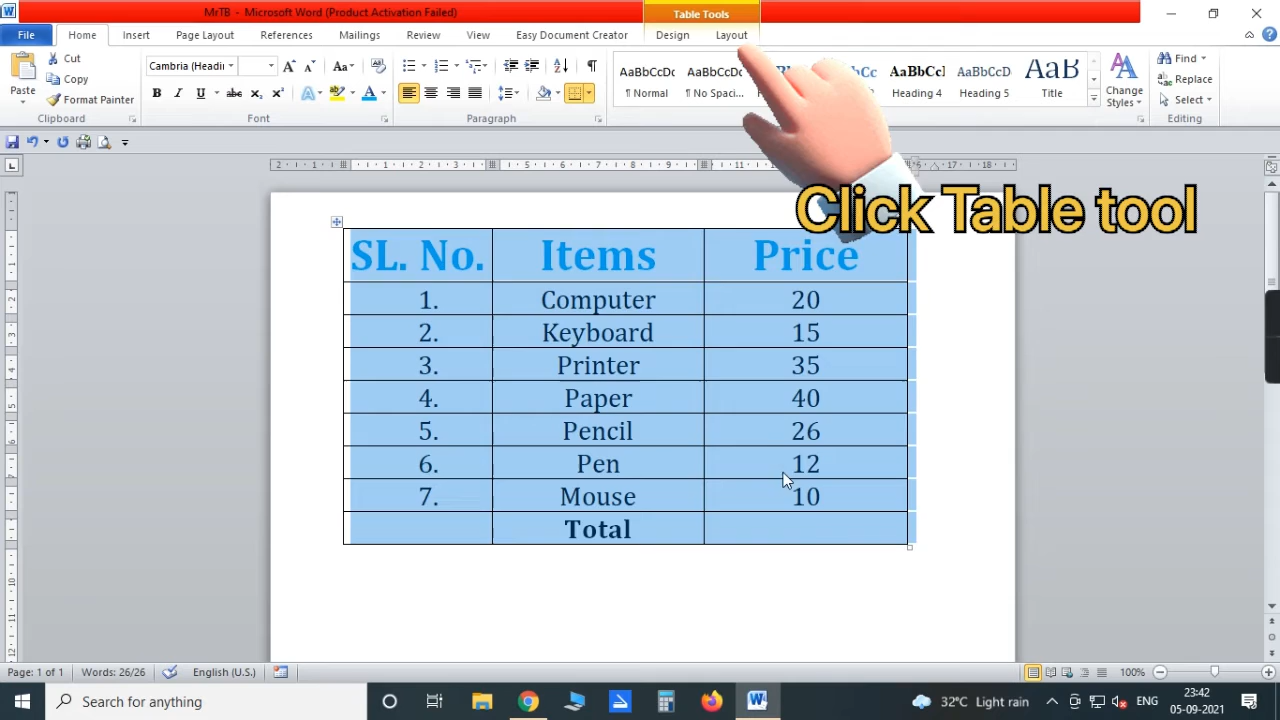 MrTB - Microsoft Word (Product Activation Failed)
Table Tools
File Home Insert Page Layout References Mailings Review View Easy Document Creator Design Layout
Paste
Cut
Copy
Format Painter
Clipboard
Cambria (Headi
Font
Paragraph
AaBbCcDc AaBbCcDc AaBbCcI AaBbCcD AaB
¶ Normal ¶ No Spaci... Heading 4 Heading 5 Title
Change
Styles
Find
Replace
Select
Editing
Click Table tool
SL. No. Items Price
1. Computer 20
2. Keyboard 15
3. Printer 35
4. Paper 40
5. Pencil 26
6. Pen 12
7. Mouse 10
Total
Page: 1 of 1 Words: 26/26 English (U.S.) 100%
Search for anything
32°C Light rain ENG
23:42
05-09-2021